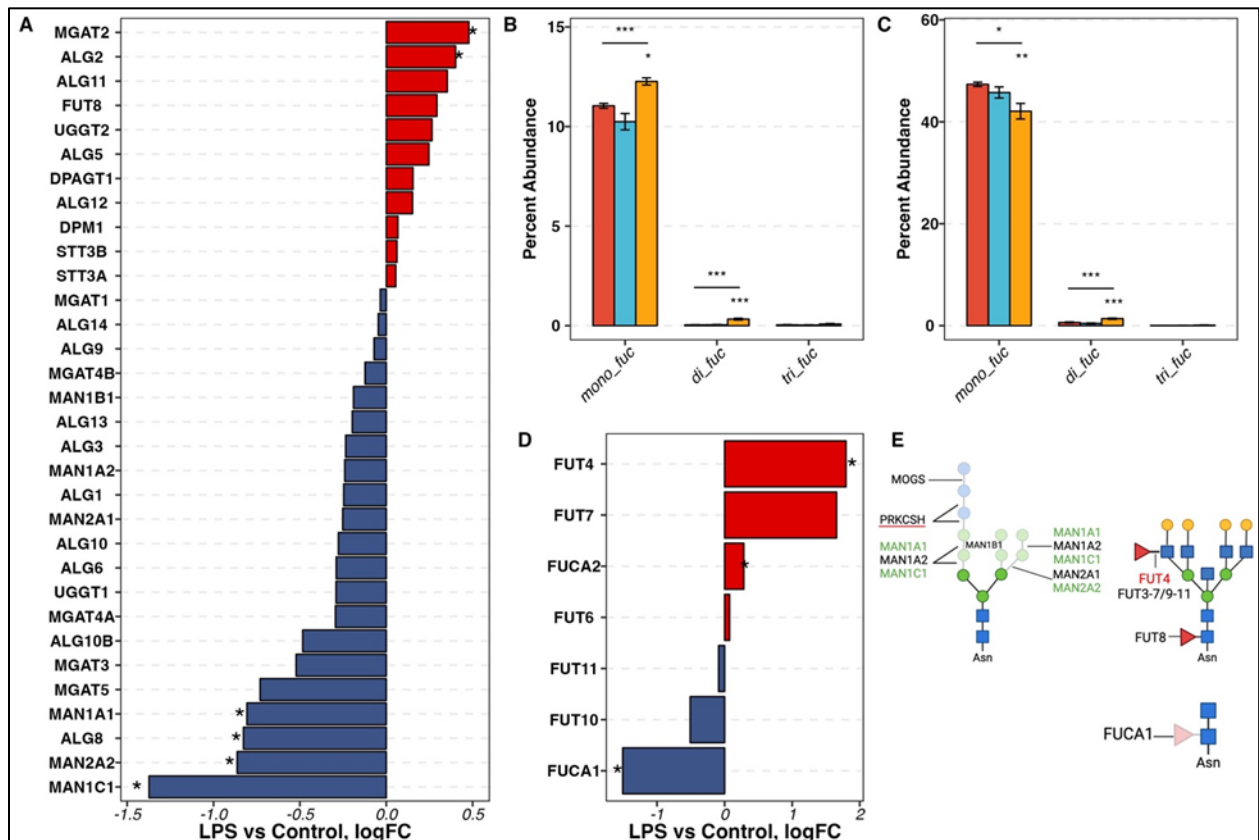 A
MGAT2
ALG2
ALG11
FUT8
UGGT2
ALG5
DPAGT1
ALG12
DPM1
STT3B
STT3A
MGAT1
ALG14
ALG9
MGAT4B
MAN1B1
ALG13
ALG3
MAN1A2
ALG1
MAN2A1
ALG10
ALG6
UGGT1
MGAT4A
ALG10B
MGAT3
MGAT5
MAN1A1
ALG8
MAN2A2
MAN1C1
*
*
*
*
*
*
-1.5 -1.0 -0.5 0.0 0.5
LPS vs Control, logFC
B
Percent Abundance
15
10
5
0
***
*
***
***
mono_fuc di_fuc tri_fuc
C
Percent Abundance
60
40
20
0
*
**
***
***
mono_fuc di_fuc tri_fuc
D
FUT4
FUT7
FUCA2
FUT6
FUT11
FUT10
FUCA1
*
*
*
-1 0 1 2
LPS vs Control, logFC
E
MOGS
PRKCSH
MAN1A1
MAN1A2
MAN1C1
MAN1B1
MAN1A1
MAN1A2
MAN1C1
MAN2A1
MAN2A2
Asn
FUT4
FUT3-7/9-11
FUT8
Asn
FUCA1
Asn